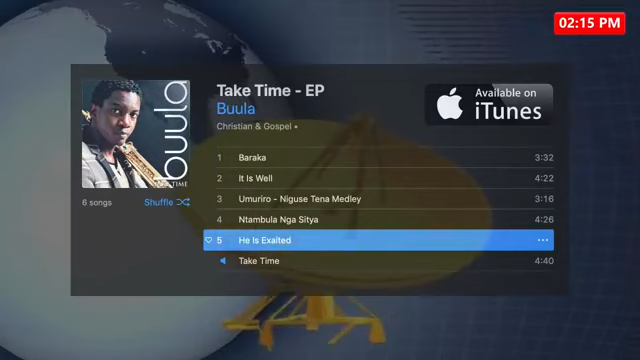 02:15 PM
buula
TAKE TIME
Take Time - EP
Buula
Christian & Gospel •
Available on
iTunes
6 songs
Shuffle
1 Baraka 3:32
2 It Is Well 4:22
3 Umuriro - Niguse Tena Medley 3:16
4 Ntambula Nga Sitya 4:26
5 He Is Exalted ...
Take Time 4:40